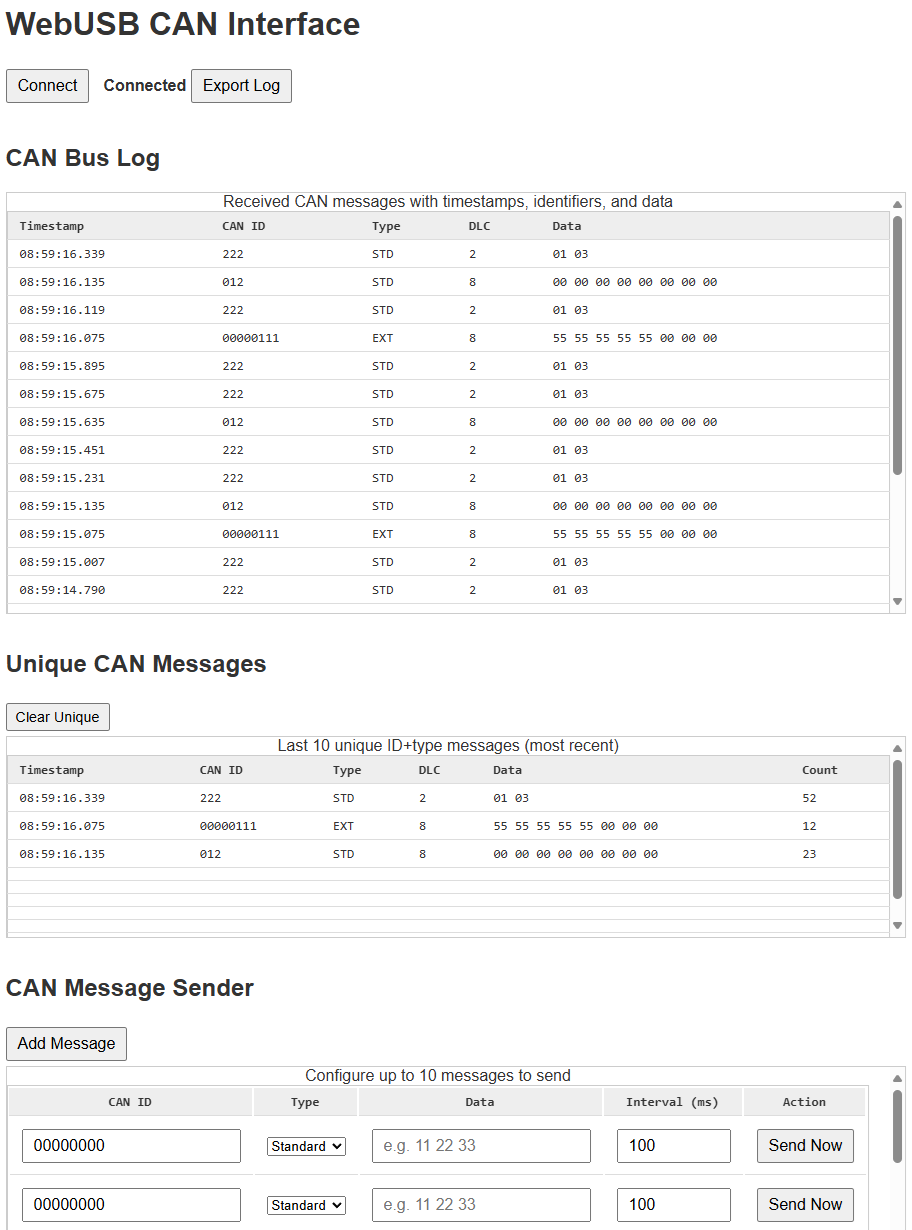 WebUSB CAN Interface
Connect Connected Export Log
CAN Bus Log
Received CAN messages with timestamps, identifiers, and data
Timestamp CAN ID Type DLC Data
08:59:16.339 222 STD 2 01 03
08:59:16.135 012 STD 8 00 00 00 00 00 00 00 00
08:59:16.119 222 STD 2 01 03
08:59:16.075 00000111 EXT 8 55 55 55 55 55 00 00 00
08:59:15.895 222 STD 2 01 03
08:59:15.675 222 STD 2 01 03
08:59:15.635 012 STD 8 00 00 00 00 00 00 00 00
08:59:15.451 222 STD 2 01 03
08:59:15.231 222 STD 2 01 03
08:59:15.135 012 STD 8 00 00 00 00 00 00 00 00
08:59:15.075 00000111 EXT 8 55 55 55 55 55 00 00 00
08:59:15.007 222 STD 2 01 03
08:59:14.790 222 STD 2 01 03
Unique CAN Messages
Clear Unique
Last 10 unique ID+type messages (most recent)
Timestamp CAN ID Type DLC Data Count
08:59:16.339 222 STD 2 01 03 52
08:59:16.075 00000111 EXT 8 55 55 55 55 55 00 00 00 12
08:59:16.135 012 STD 8 00 00 00 00 00 00 00 00 23
CAN Message Sender
Add Message
Configure up to 10 messages to send
CAN ID Type Data Interval (ms) Action
00000000 Standard e.g. 11 22 33 100 Send Now
00000000 Standard e.g. 11 22 33 100 Send Now